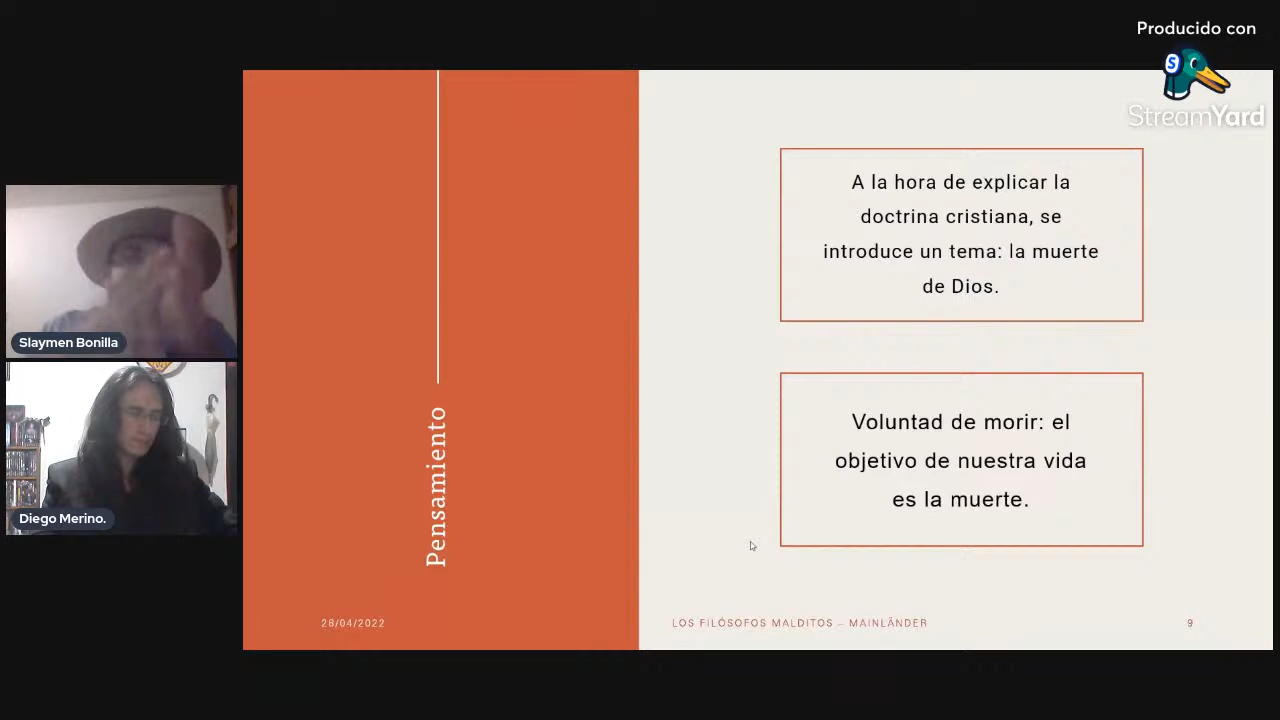 Producido con
StreamYard
A la hora de explicar la
doctrina cristiana, se
introduce un tema: la muerte
de Dios.
Slaymen Bonilla
Diego Merino.
Pensamiento
Voluntad de morir: el
objetivo de nuestra vida
es la muerte.
28/04/2022
LOS FILÓSOFOS MALDITOS – MAINLÄNDER
9